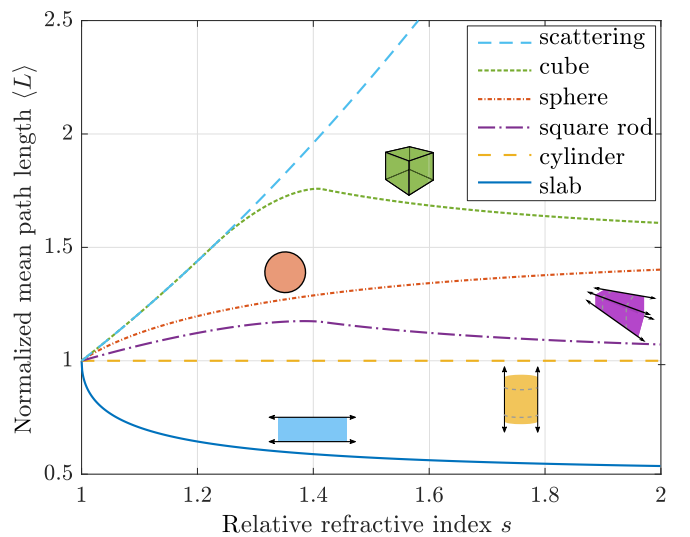 2.5
2
1.5
1
0.5
Normalized mean path length ⟨L⟩
scattering
cube
sphere
square rod
cylinder
slab
1 1.2 1.4 1.6 1.8 2
Relative refractive index s